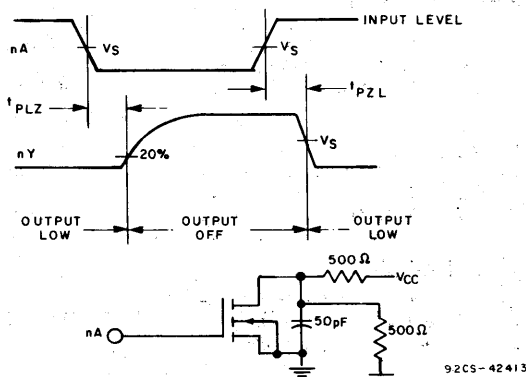 INPUT LEVEL
nA
VS
VS
tPLZ
tPZL
nY
20%
VS
OUTPUT LOW
OUTPUT OFF
OUTPUT LOW
500Ω
VCC
nA
50pF
500Ω
92CS-42413